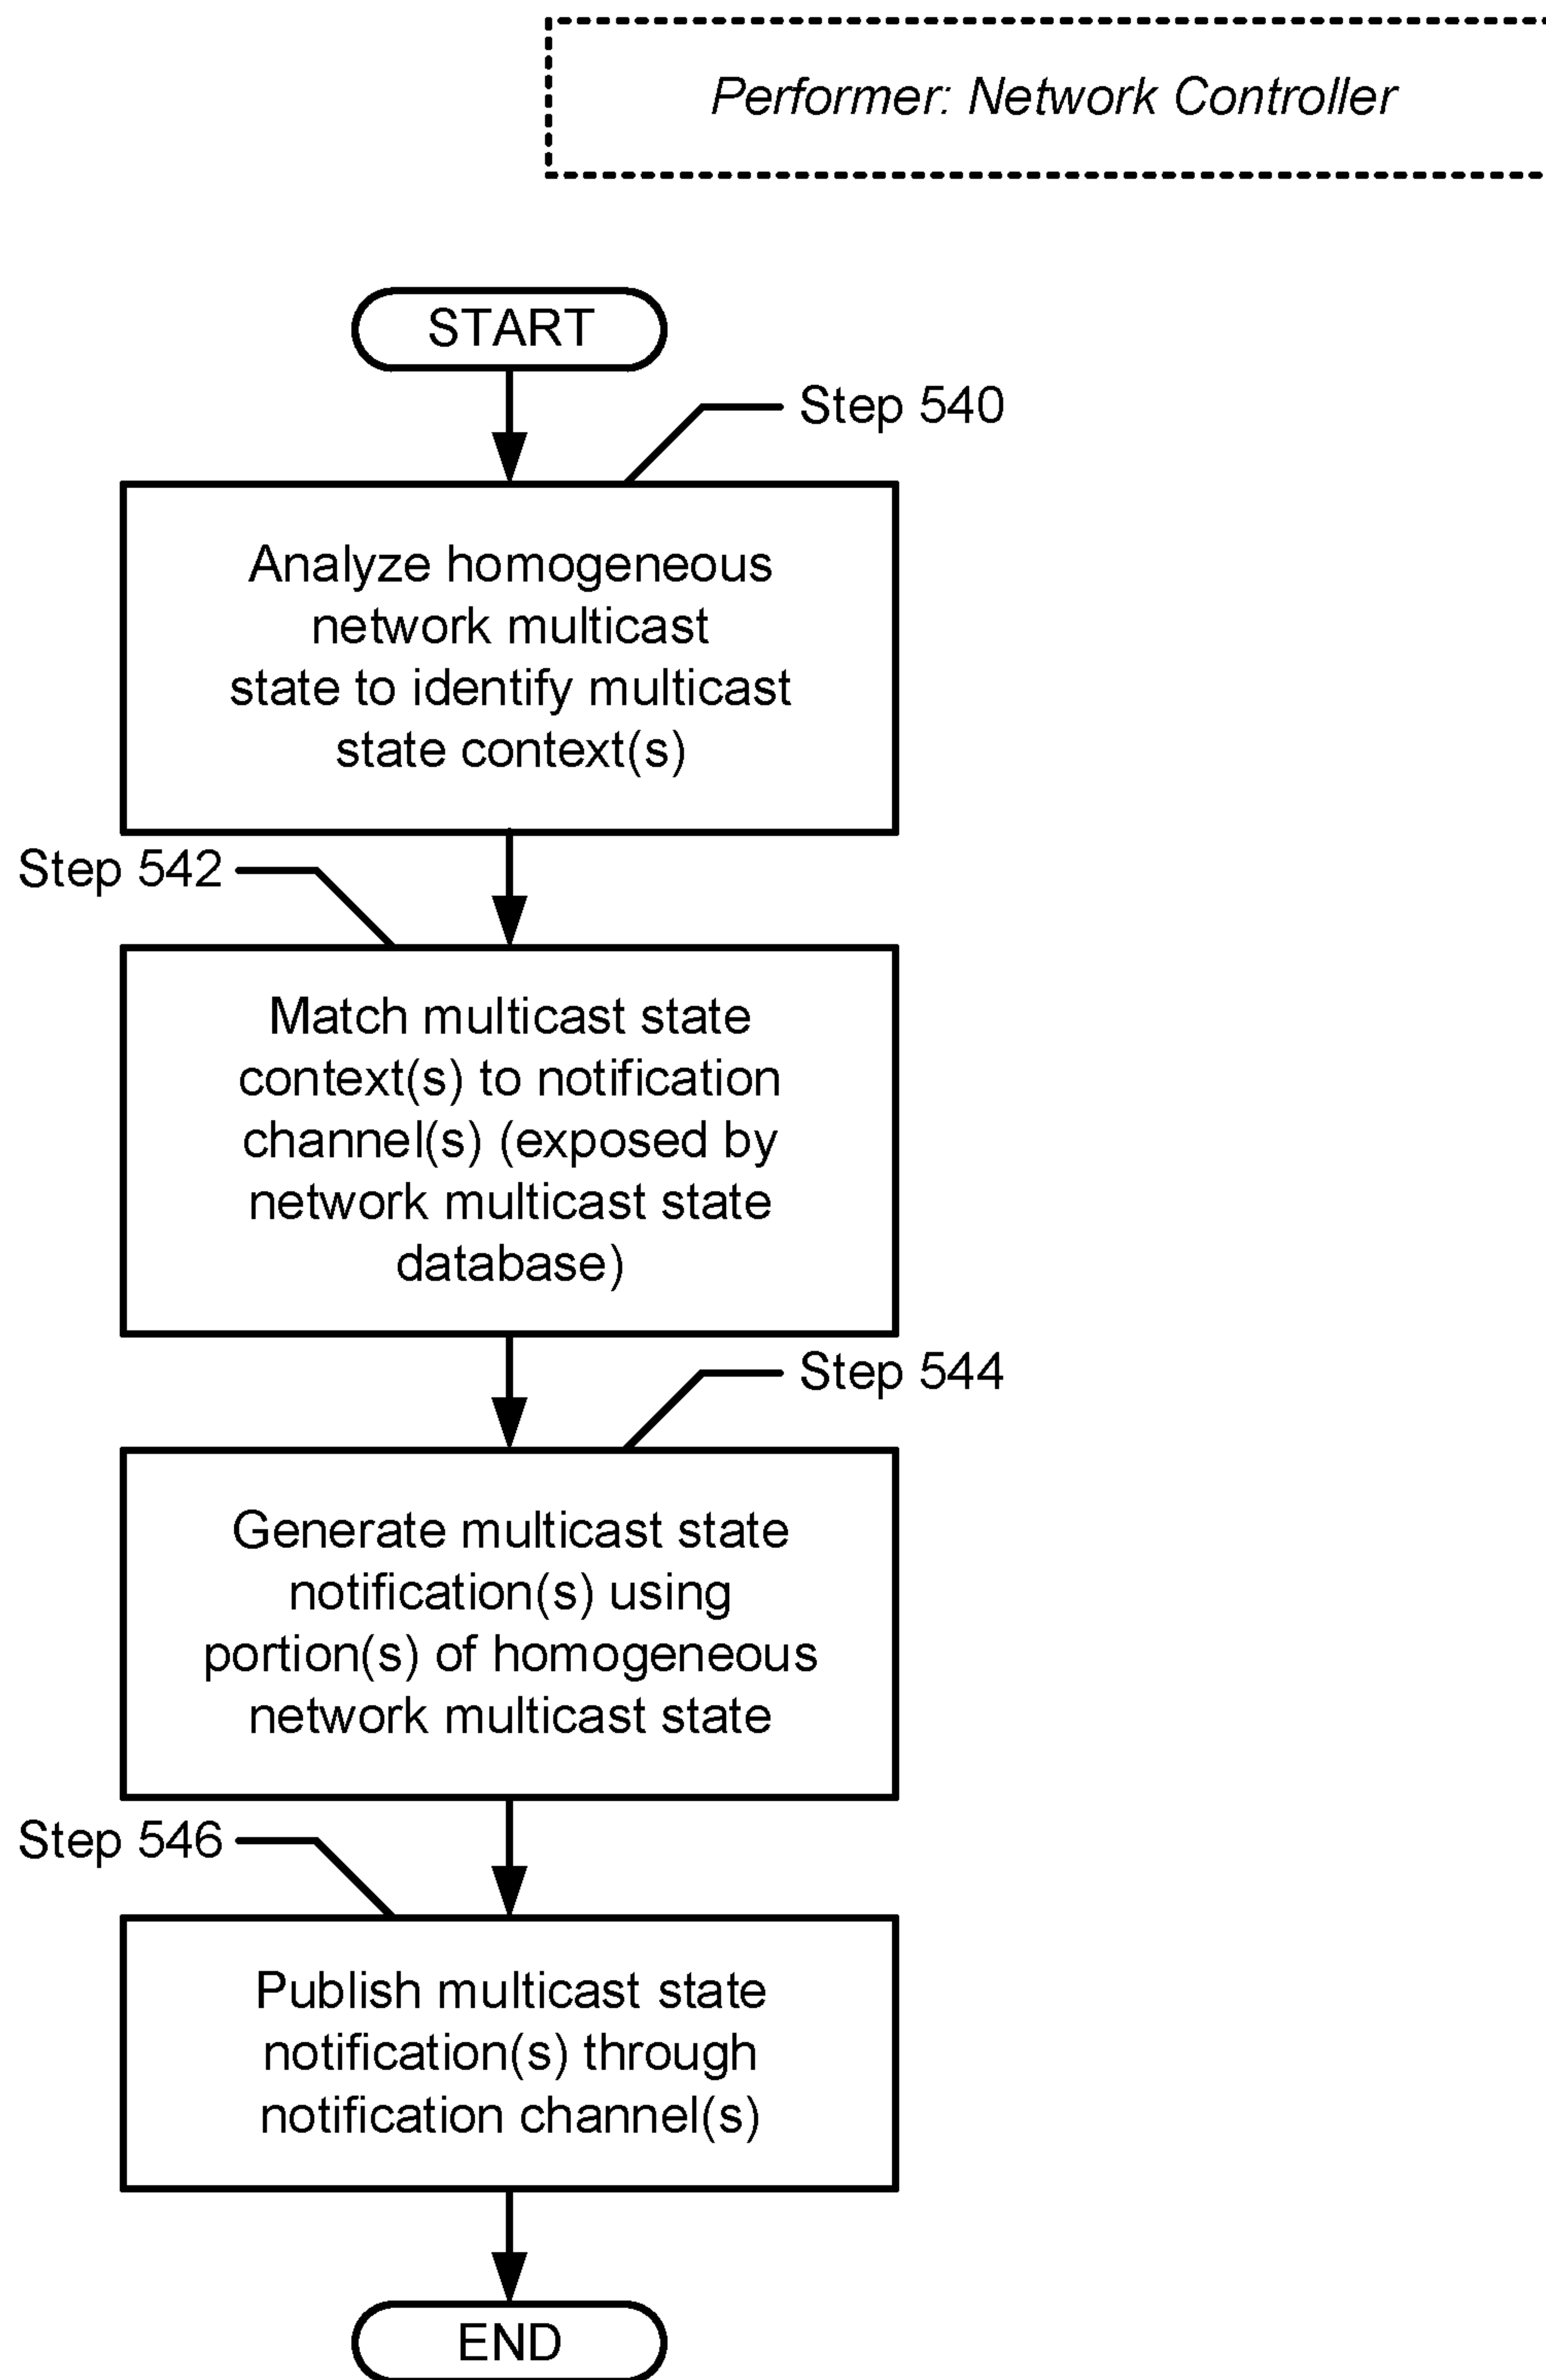 Performer: Network Controller
START
Step 540
Analyze homogeneous
network multicast
state to identify multicast
state context(s)
Step 542
Match multicast state
context(s) to notification
channel(s) (exposed by
network multicast state
database)
Step 544
Generate multicast state
notification(s) using
portion(s) of homogeneous
network multicast state
Step 546
Publish multicast state
notification(s) through
notification channel(s)
END